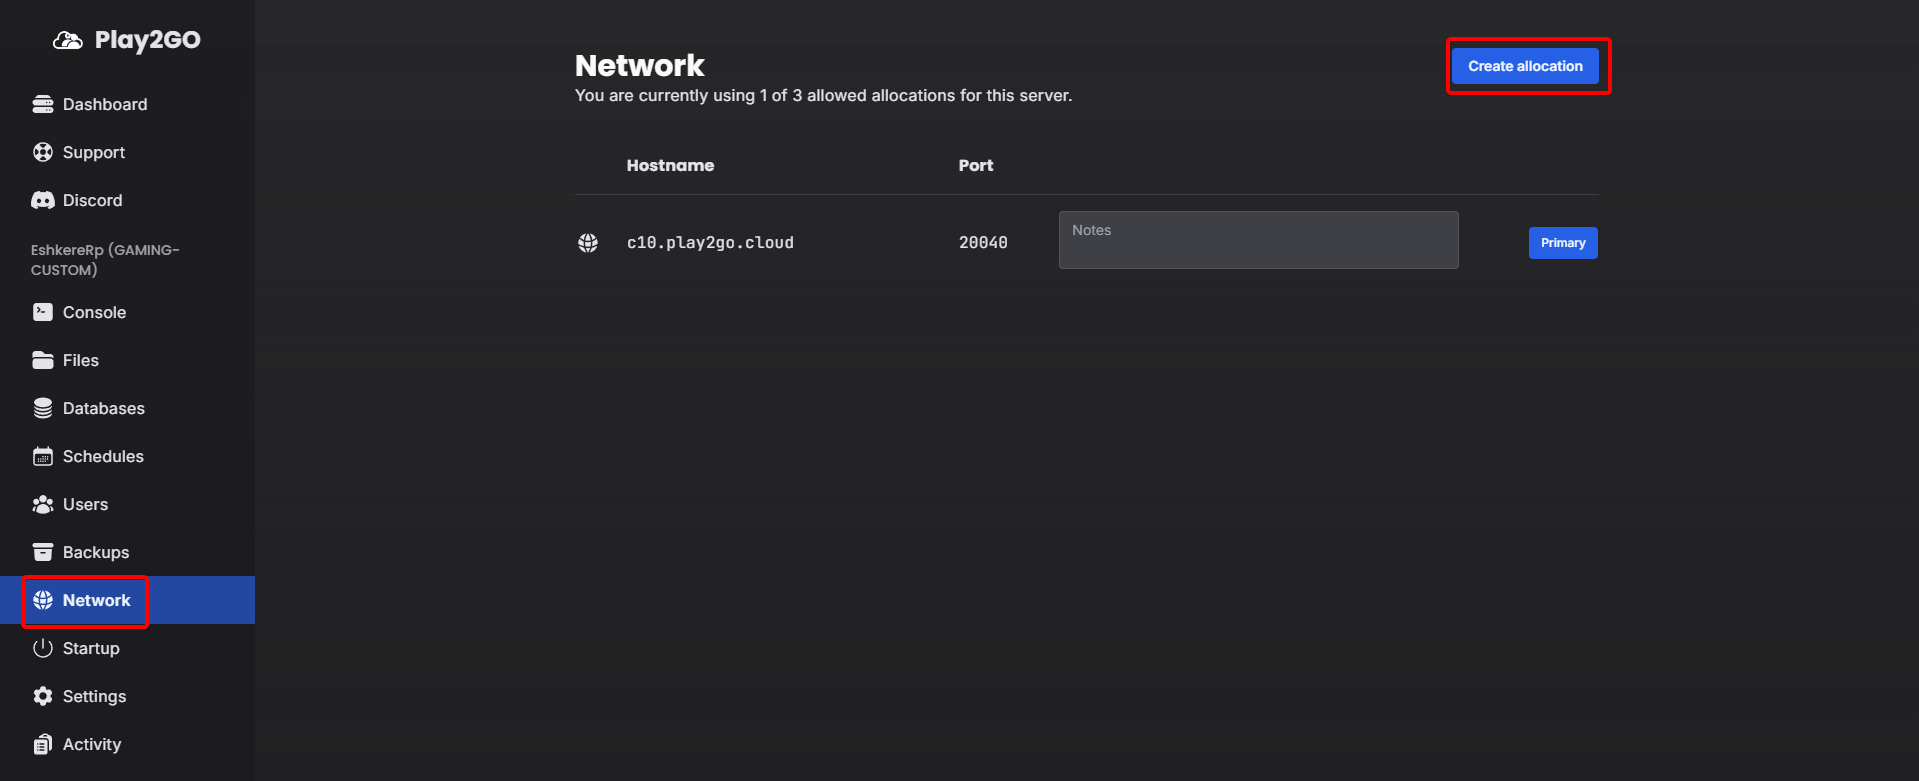 Play2GO
Dashboard
Support
Discord
EshkereRp (GAMING-
CUSTOM)
Console
Files
Databases
Schedules
Users
Backups
Network
Startup
Settings
Activity
Network
Create allocation
You are currently using 1 of 3 allowed allocations for this server.
Hostname Port
c10.play2go.cloud 20040 Notes Primary